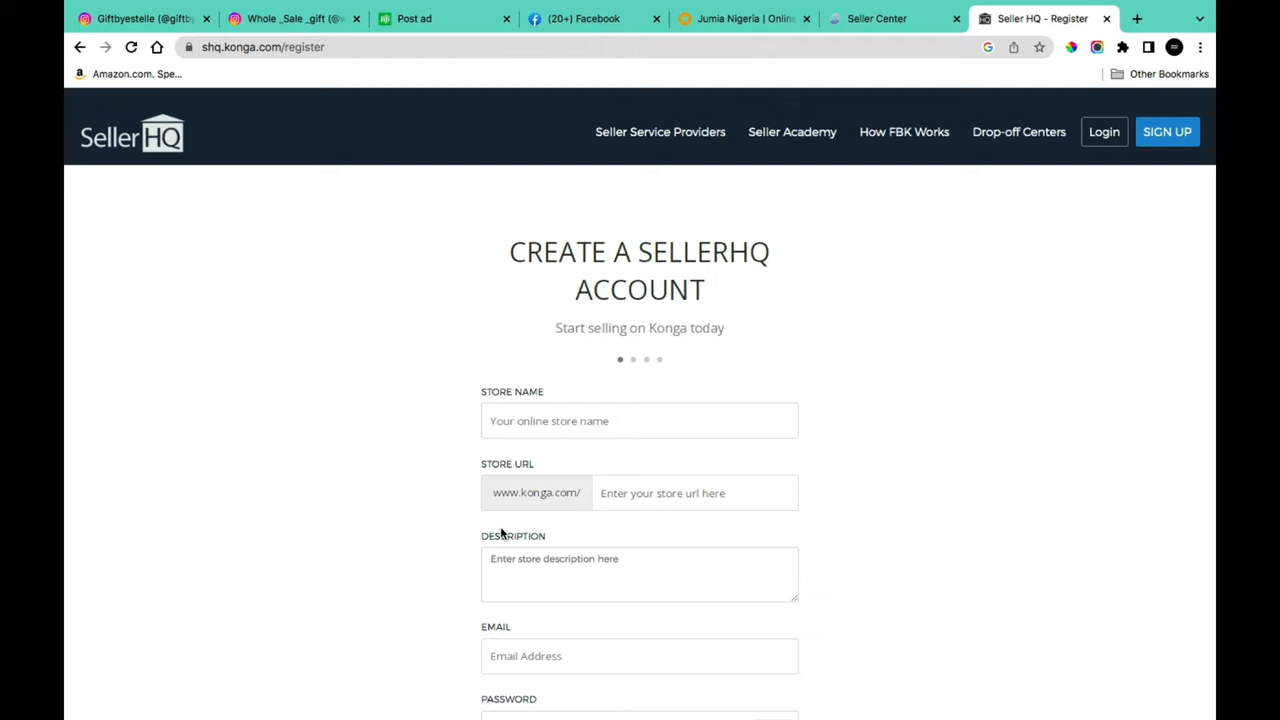 Giftbyestelle (@giftby
Whole _Sale _gift (@v
Post ad
(20+) Facebook
Jumia Nigeria | Online
Seller Center
Seller HQ - Register
shq.konga.com/register
Amazon.com. Spe...
Other Bookmarks
SellerHQ
Seller Service Providers
Seller Academy
How FBK Works
Drop-off Centers
Login
SIGN UP
CREATE A SELLERHQ
ACCOUNT
Start selling on Konga today
STORE NAME
Your online store name
STORE URL
www.konga.com/
Enter your store url here
DESCRIPTION
Enter store description here
EMAIL
Email Address
PASSWORD